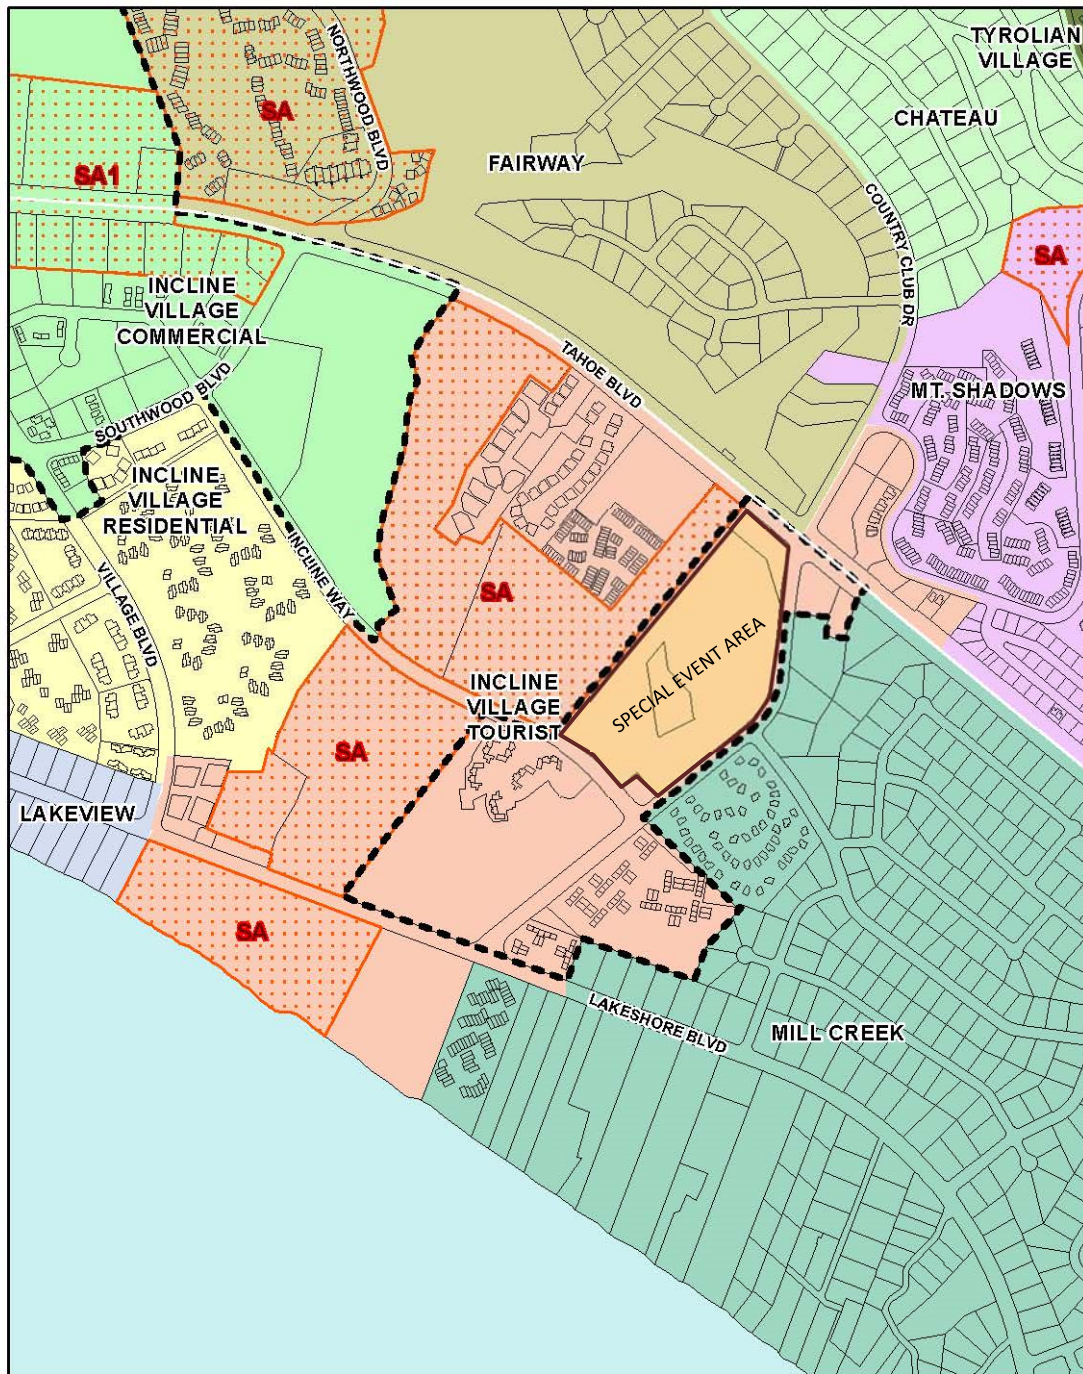 TYROLIAN
VILLAGE
NORTHWOOD BLVD
SA
CHATEAU
FAIRWAY
SA1
COUNTRY CLUB DR
SA
INCLINE
VILLAGE
COMMERCIAL
TAHOE BLVD
MT. SHADOWS
SOUTHWOOD BLVD
INCLINE
VILLAGE
RESIDENTIAL
INCLINE WAY
VILLAGE BLVD
SA
SPECIAL EVENT AREA
INCLINE
VILLAGE
TOURIST
SA
LAKEVIEW
SA
LAKESHORE BLVD
MILL CREEK